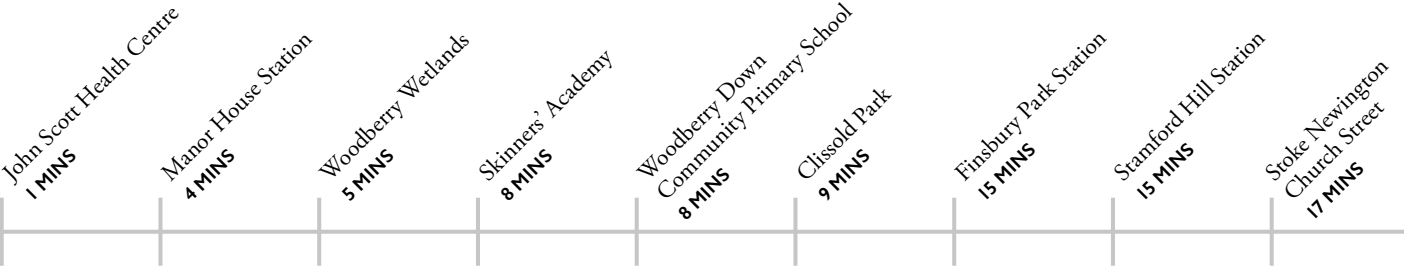 John Scott Health Centre
1 MINS
Manor House Station
4 MINS
Woodberry Wetlands
5 MINS
Skinners’ Academy
8 MINS
Woodberry Down
Community Primary School
8 MINS
Clissold Park
9 MINS
Finsbury Park Station
15 MINS
Stamford Hill Station
15 MINS
Stoke Newington
Church Street
17 MINS